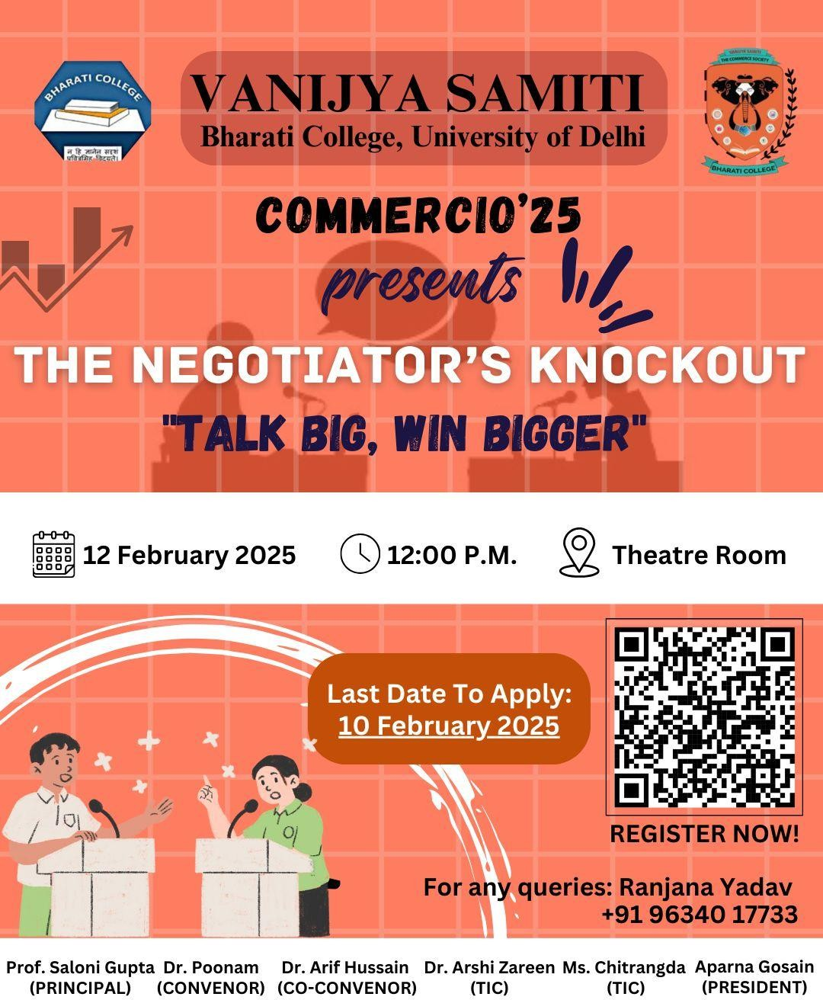 BHARATI COLLEGE
न हि ज्ञानेन सदृशं
पवित्रमिह विद्यते।
VANIJYA SAMITI
Bharati College, University of Delhi
VANIJYA SAMITI
THE COMMERCE SOCIETY
BHARATI COLLEGE
COMMERCIO'25
presents
THE NEGOTIATOR'S KNOCKOUT
"TALK BIG, WIN BIGGER"
12 February 2025
12:00 P.M.
Theatre Room
Last Date To Apply:
10 February 2025
REGISTER NOW!
For any queries: Ranjana Yadav
+91 96340 17733
Prof. Saloni Gupta
(PRINCIPAL)
Dr. Poonam
(CONVENOR)
Dr. Arif Hussain
(CO-CONVENOR)
Dr. Arshi Zareen
(TIC)
Ms. Chitrangda
(TIC)
Aparna Gosain
(PRESIDENT)